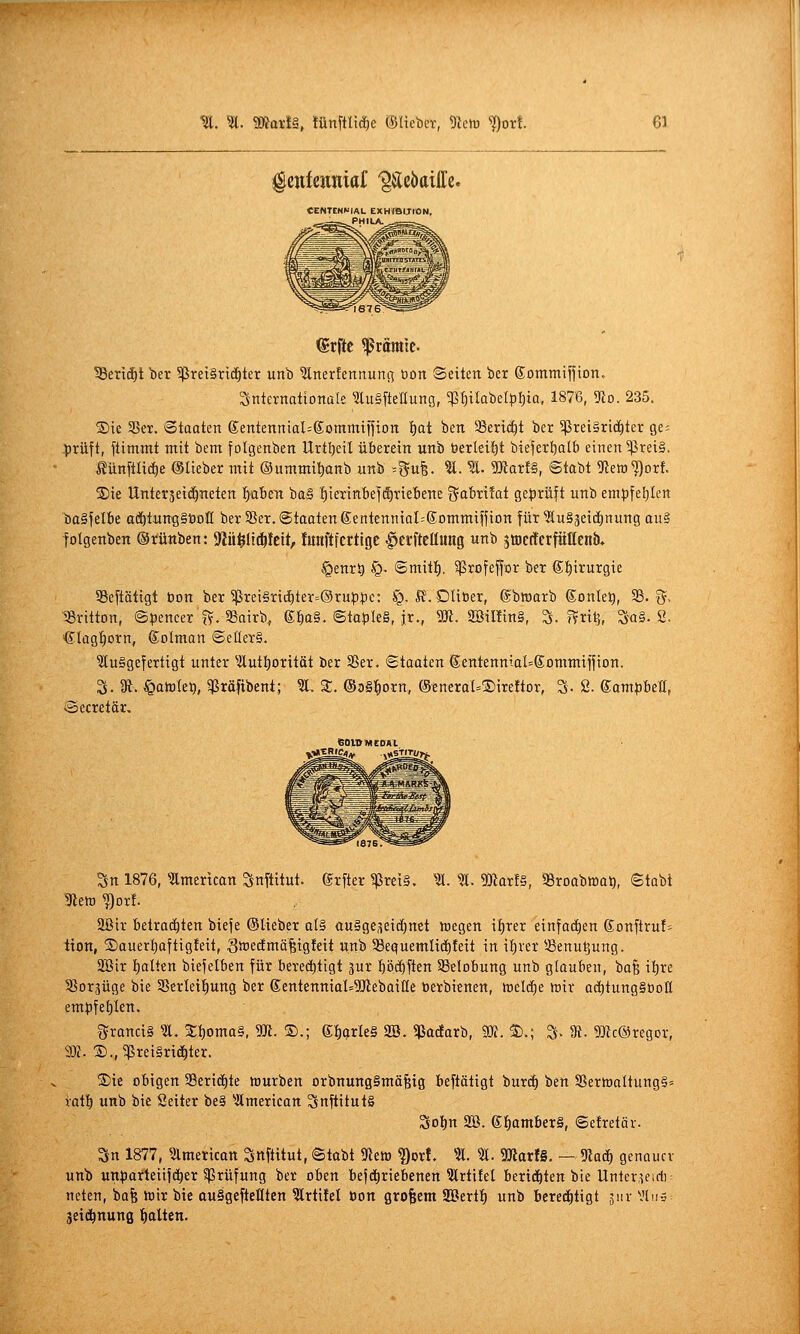 A. A. Marks, künstliche Glieder, New York. 61
Centennial Medaille.
CENTENNIAL EXHIBITION,
PHILA.
1876
Erste Prämie.
Bericht der Preisrichter und Anerkennung von Seiten der Commission.
Internationale Ausstellung, Philadelphia, 1876, No. 235.
Die Ver. Staaten Centennial-Commission hat den Bericht der Preisrichter ge-
prüft, stimmt mit dem folgenden Urtheil überein und verleiht dieserhalb einen Preis.
Künstliche Glieder mit Gummihand und -Fuß. A. A. Marks, Stadt New York.
Die Unterzeichneten haben das hierinbeschriebene Fabrikat geprüft und empfehlen
dasselbe achtungsvoll der Ver. Staaten Centennial-Commission für Auszeichnung aus
folgenden Gründen: Nützlichkeit, kunstfertige Herstellung und zweckerfüllend.
Henry H. Smith. Professor der Chirurgie
Bestätigt von der Preisrichter-Gruppe: H. K. Oliver, Edward Conley, B. F.
Britton, Spencer F. Baird, Chas. Staples, jr., M. Wilkins, J. Fritz, Jas. L.
Claghorn, Colman Sellers.
Ausgefertigt unter Authorität der Ver. Staaten Centennial-Commission.
J. R. Hawley, Präsident; A. T. Goshorn, General-Direktor, J. L. Campbell,
Secretär.
GOLD MEDAL
AMERICAN INSTITUTE
AWARDED TO
A.A. MARKS
1876
1876.
In 1876, American Institut. Erster Preis. A. A. Marks, Broadway, Stadt
New York.
Wir betrachten diese Glieder als ausgezeichnet wegen ihrer einfachen Construk-
tion, Dauerhaftigkeit, Zweckmäßigkeit und Bequemlichkeit in ihrer Benutzung.
Wir halten dieselben für berechtigt zur höchsten Belobung und glauben, daß ihre
Vorzüge die Verleihung der Centennial-Medaille verdienen, welche wir achtungsvoll
empfehlen.
Francis A. Thomas, M. D.; Charles W. Packard, M. D.; J. R. McGregor,
M. D., Preisrichter.
Die obigen Berichte wurden ordnungsmäßig bestätigt durch den Verwaltungs-
rath und die Leiter des American Instituts
John W. Chambers, Sekretär.
In 1877, American Institut, Stadt New York. A. A. Marks. — Nach genauer
und unparteiischer Prüfung der oben beschriebenen Artikel berichten die Unterzeich-
neten, daß wir die ausgestellten Artikel von großem Werth und berechtigt zur Aus-
zeichnung halten.